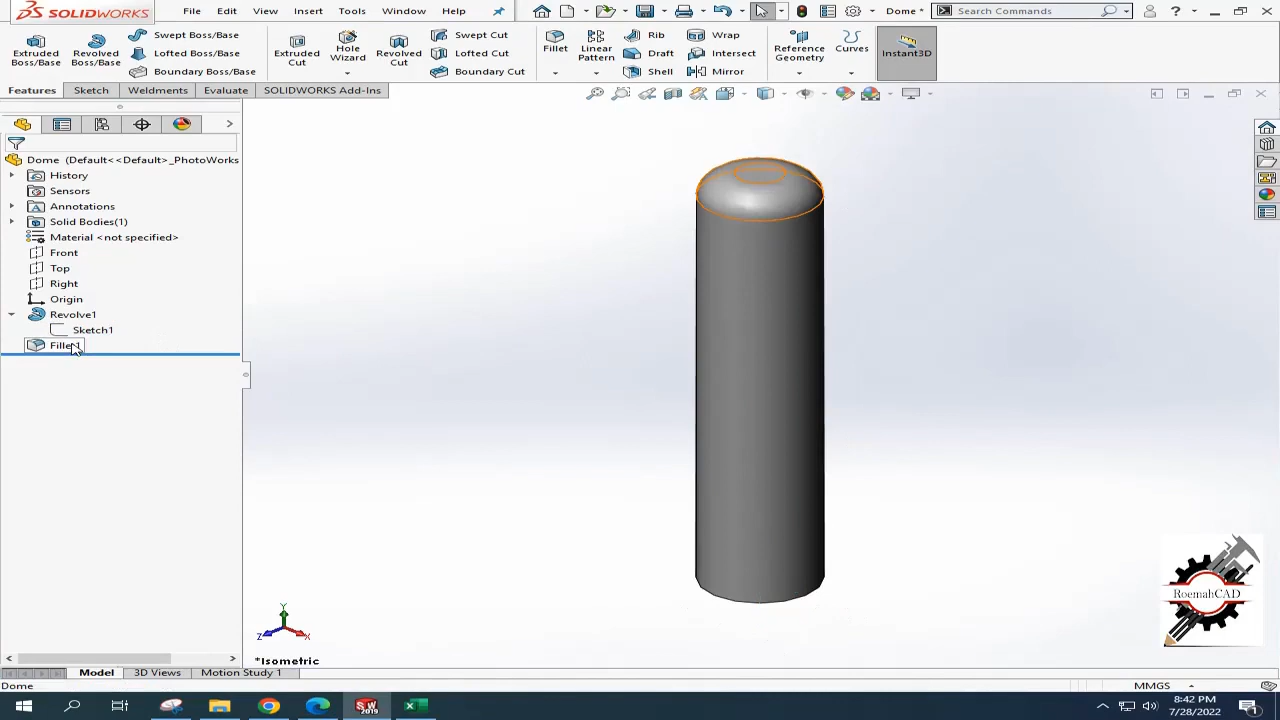 SOLIDWORKS File Edit View Insert Tools Window Help Dome * Search Commands ?
Extruded Boss/Base
Revolved Boss/Base
Swept Boss/Base
Lofted Boss/Base
Boundary Boss/Base
Extruded Cut
Hole Wizard
Revolved Cut
Swept Cut
Lofted Cut
Boundary Cut
Fillet
Linear Pattern
Rib
Draft
Shell
Wrap
Intersect
Mirror
Reference Geometry
Curves
Instant3D
Features Sketch Weldments Evaluate SOLIDWORKS Add-Ins
Dome (Default<<Default>_PhotoWorks
History
Sensors
Annotations
Solid Bodies(1)
Material <not specified>
Front
Top
Right
Origin
Revolve1
Sketch1
Fillet1
Y
Z
X
*Isometric
RoemahCAD
Model 3D Views Motion Study 1
Dome MMGS
8:42 PM
7/28/2022